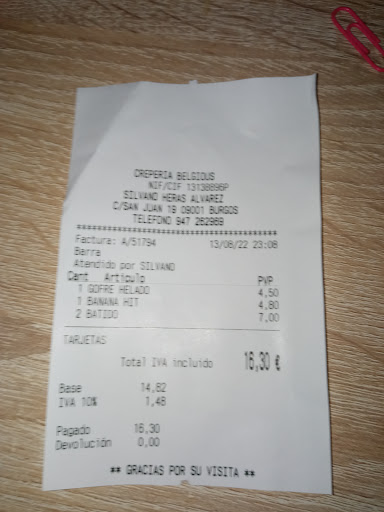 CREPERIA BELGIOUS
NIF/CIF 13138896P
SILVANO HERAS ALVAREZ
C/SAN JUAN 19 09001 BURGOS
TELEFONO 947 262969
****************************************
Factura: A/51794 13/08/22 23:08
Barra
Atendido por SILVANO
Cant Artículo PVP
1 GOFRE HELADO 4,50
1 BANANA HIT 4,80
2 BATIDO 7,00
TARJETAS
Total IVA incluido 16,30 €
Base 14,82
IVA 10% 1,48
Pagado 16,30
Devolución 0,00
** GRACIAS POR SU VISITA **